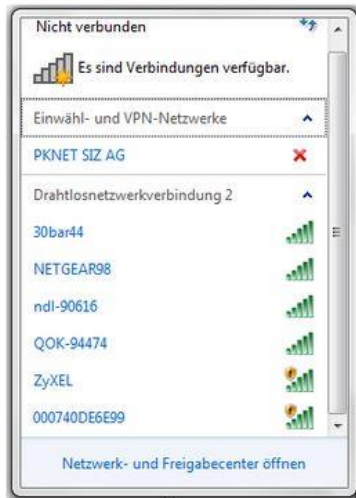 Nicht verbunden
Es sind Verbindungen verfügbar.
Einwähl- und VPN-Netzwerke
PKNET SIZ AG
Drahtlosnetzwerkverbindung 2
30bar44
NETGEAR98
ndl-90616
QOK-94474
ZyXEL
000740DE6E99
Netzwerk- und Freigabecenter öffnen